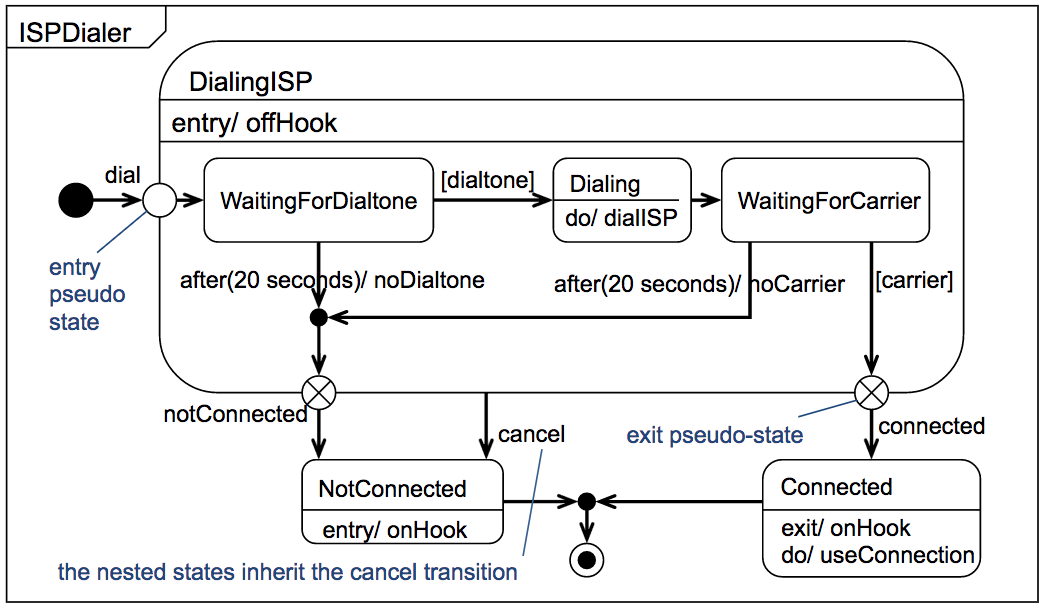 ISPDialer
DialingISP
entry/ offHook
dial
WaitingForDialtone
[dialtone]
Dialing
do/ dialISP
WaitingForCarrier
entry
pseudo
state
after(20 seconds)/ noDialtone
after(20 seconds)/ noCarrier
[carrier]
notConnected
cancel
exit pseudo-state
connected
NotConnected
entry/ onHook
Connected
exit/ onHook
do/ useConnection
the nested states inherit the cancel transition